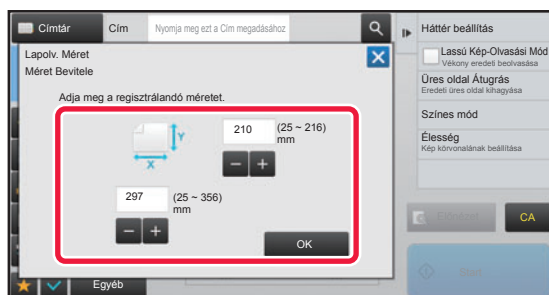 Címtár
Cím
Nyomja meg ezt a Cím megadásához
Lapolv. Méret
Méret Bevitele
Adja meg a regisztrálandó méretet.
Y
X
210
(25 ~ 216)
mm
297
(25 ~ 356)
mm
OK
Egyéb
Háttér beállítás
Lassú Kép-Olvasási Mód
Vékony eredeti beolvasása
Üres oldal Átugrás
Eredeti üres oldal kihagyása
Színes mód
Élesség
Kép körvonalának beállítása
Előnézet
CA
Start